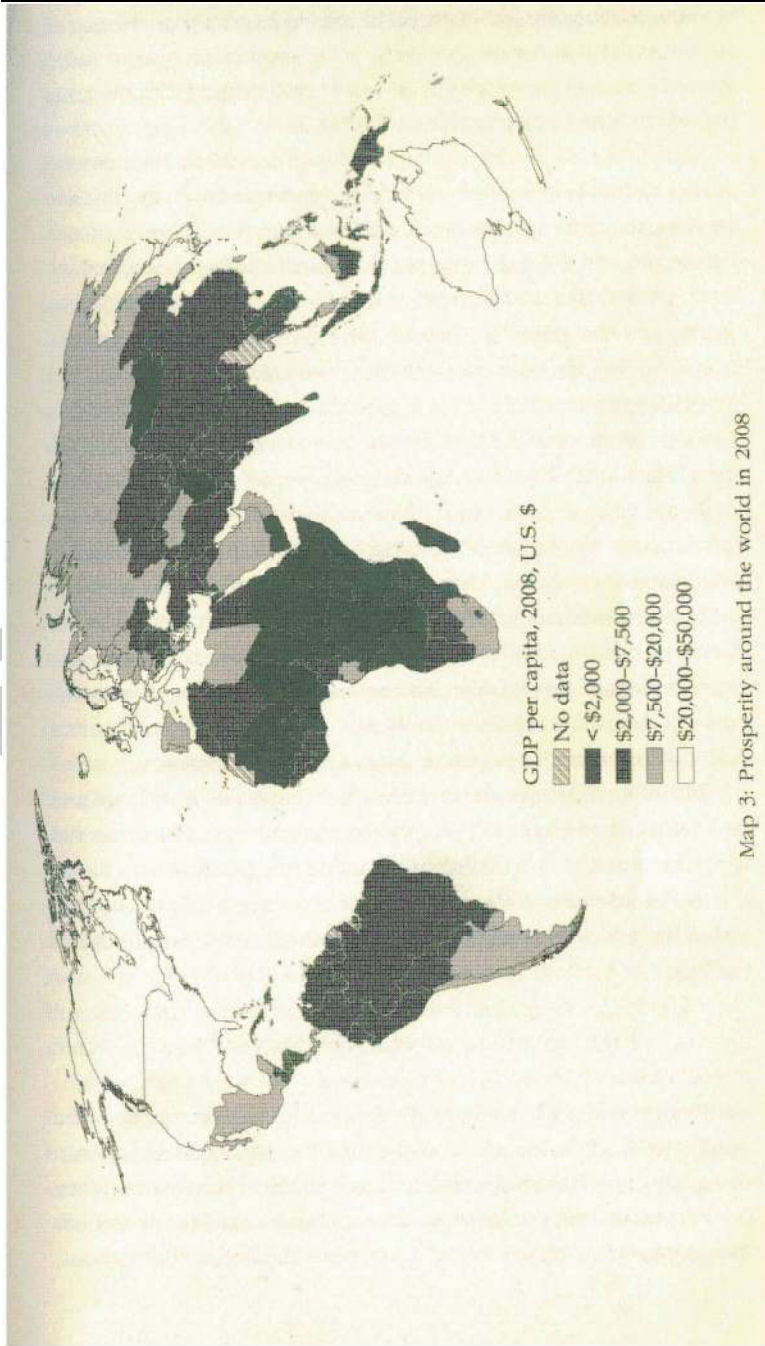 GDP per capita, 2008, U.S. $
No data
< $2,000
$2,000–$7,500
$7,500–$20,000
$20,000–$50,000
Map 3: Prosperity around the world in 2008